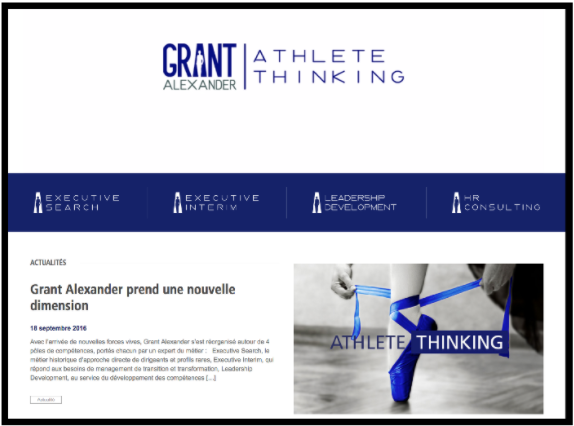 GRANT
ALEXANDER
ATHLETE
THINKING
EXECUTIVE
SEARCH
EXECUTIVE
INTERIM
LEADERSHIP
DEVELOPMENT
HR
CONSULTING
ACTUALITÉS
Grant Alexander prend une nouvelle
dimension
18 septembre 2016
Avec l'arrivée de nouvelles forces vives, Grant Alexander s'est réorganisé autour de 4
pôles de compétences, portés chacun par un expert du métier : Executive Search, le
métier historique d'approche directe de dirigeants et profils rares, Executive Interim, qui
répond aux besoins de management de transition et transformation, Leadership
Development, au service du développement des compétences [...]
Actualité
ATHLETE THINKING